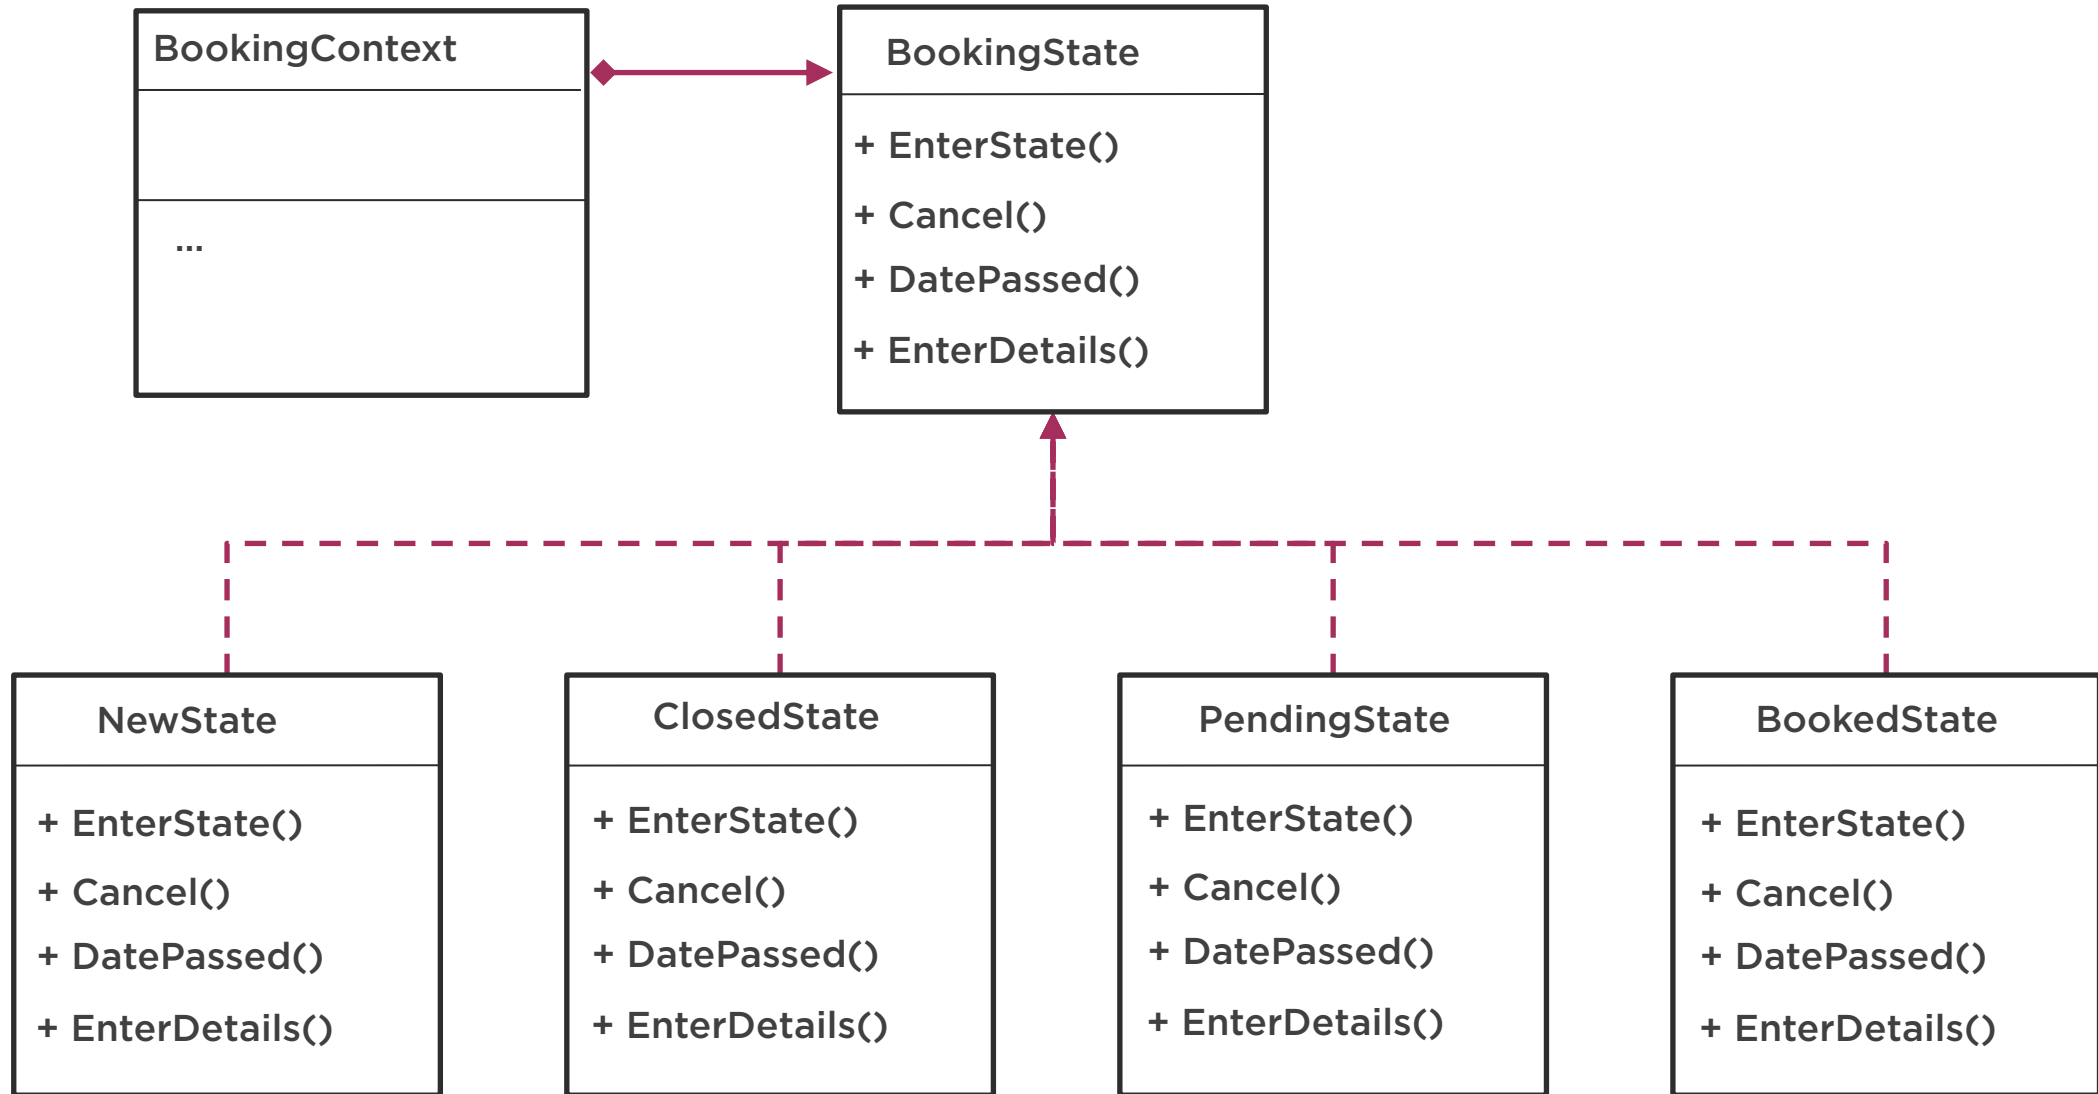 BookingContext
...
BookingState
+ EnterState()
+ Cancel()
+ DatePassed()
+ EnterDetails()
NewState
+ EnterState()
+ Cancel()
+ DatePassed()
+ EnterDetails()
ClosedState
+ EnterState()
+ Cancel()
+ DatePassed()
+ EnterDetails()
PendingState
+ EnterState()
+ Cancel()
+ DatePassed()
+ EnterDetails()
BookedState
+ EnterState()
+ Cancel()
+ DatePassed()
+ EnterDetails()